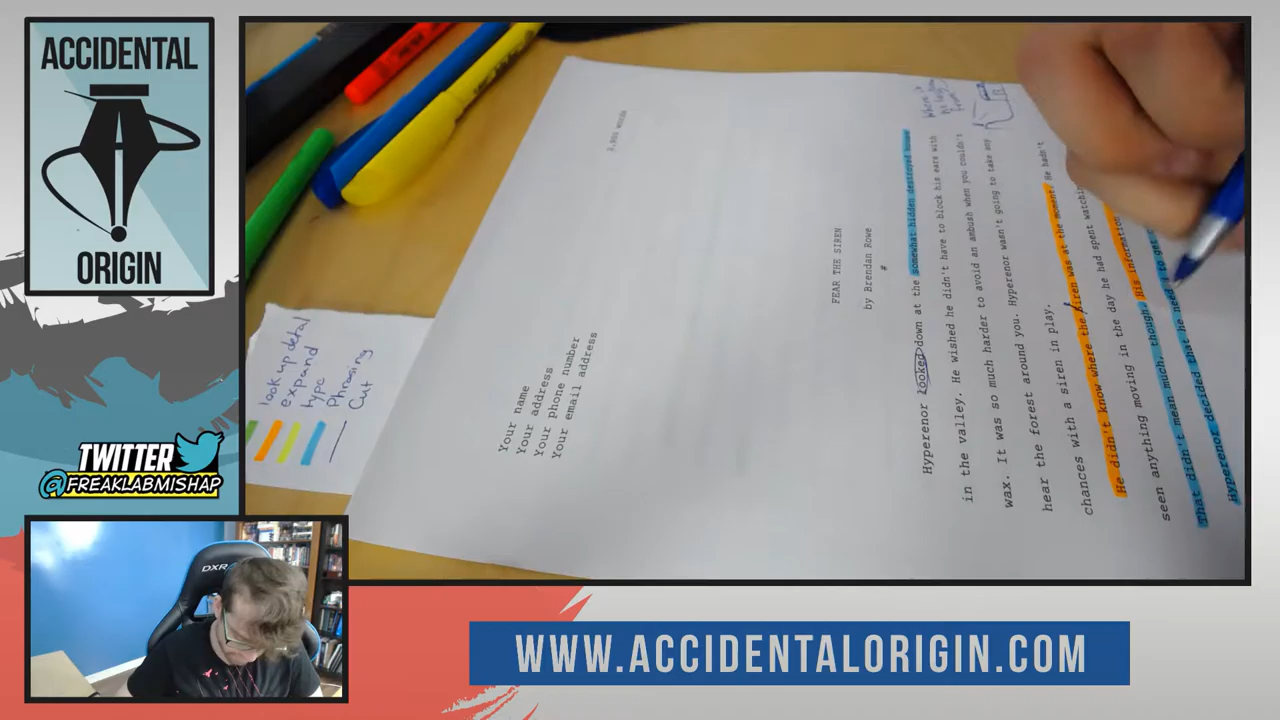 ACCIDENTAL
ORIGIN
TWITTER
@FREAKLABMISHAP
look up detail
expand
type
Phrasing
Cut
Your name
Your address
Your phone number
Your email address
FEAR THE SIREN
by Brendan Rowe
#
Hyperenor looked down at the somewhat hidden destroyed house
in the valley. He wished he didn't have to block his ears with
wax. It was so much harder to avoid an ambush when you couldn't
hear the forest around you. Hyperenor wasn't going to take any
chances with a siren in play.
He didn't know where the siren was at the moment. He hadn't
seen anything moving in the day he had spent watching
That didn't mean much, though. His information
Hyperenor decided that he need to get
DXR
WWW.ACCIDENTALORIGIN.COM